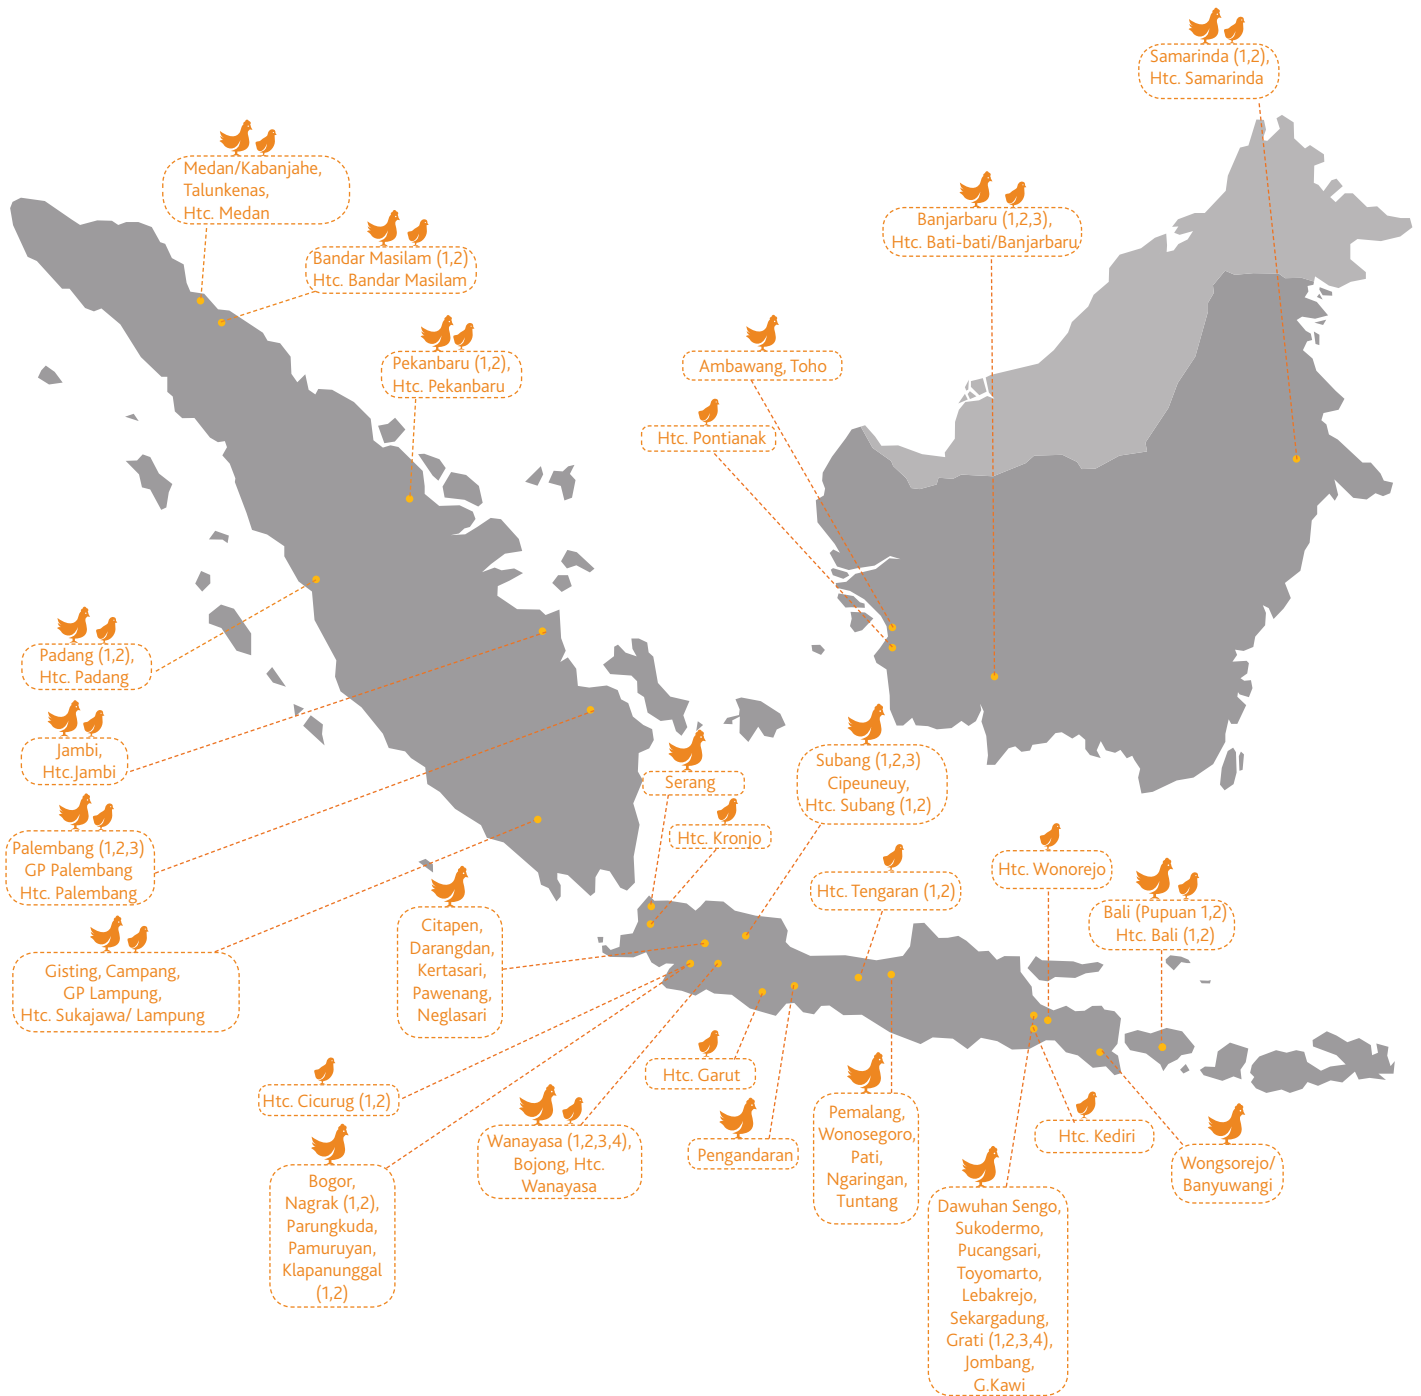 Samarinda (1,2),
Htc. Samarinda
Medan/Kabanjahe,
Talunkenas,
Htc. Medan
Banjarbaru (1,2,3),
Htc. Bati-bati/Banjarbaru
Bandar Masilam (1,2)
Htc. Bandar Masilam
Pekanbaru (1,2),
Htc. Pekanbaru
Ambawang, Toho
Htc. Pontianak
Padang (1,2),
Htc. Padang
Jambi,
Htc.Jambi
Palembang (1,2,3)
GP Palembang
Htc. Palembang
Gisting, Campang,
GP Lampung,
Htc. Sukajawa/ Lampung
Serang
Htc. Kronjo
Subang (1,2,3)
Cipeuneuy,
Htc. Subang (1,2)
Htc. Tengaran (1,2)
Htc. Wonorejo
Bali (Pupuan 1,2)
Htc. Bali (1,2)
Citapen,
Darangdan,
Kertasari,
Pawenang,
Neglasari
Htc. Cicurug (1,2)
Bogor,
Nagrak (1,2),
Parungkuda,
Pamuruyan,
Klapanunggal
(1,2)
Wanayasa (1,2,3,4),
Bojong, Htc.
Wanayasa
Htc. Garut
Pengandaran
Pemalang,
Wonosegoro,
Pati,
Ngaringan,
Tuntang
Htc. Kediri
Wongsorejo/
Banyuwangi
Dawuhan Sengo,
Sukodermo,
Pucangsari,
Toyomarto,
Lebakrejo,
Sekargadung,
Grati (1,2,3,4),
Jombang,
G.Kawi